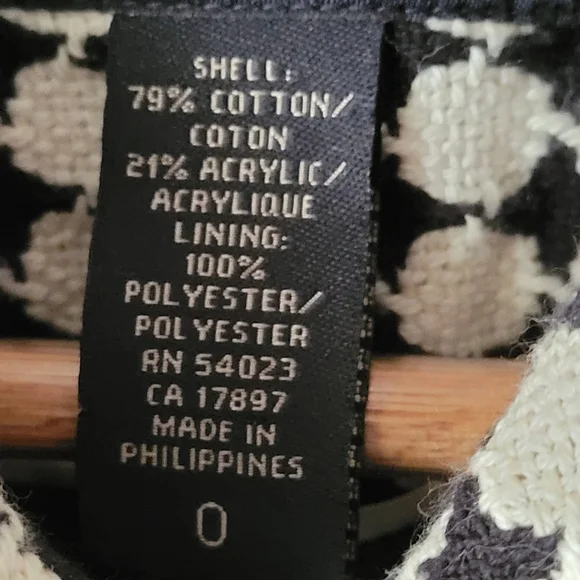 SHELL:
79% COTTON/
COTON
21% ACRYLIC/
ACRYLIQUE
LINING:
100%
POLYESTER/
POLYESTER
RN 54023
CA 17897
MADE IN
PHILIPPINES
0